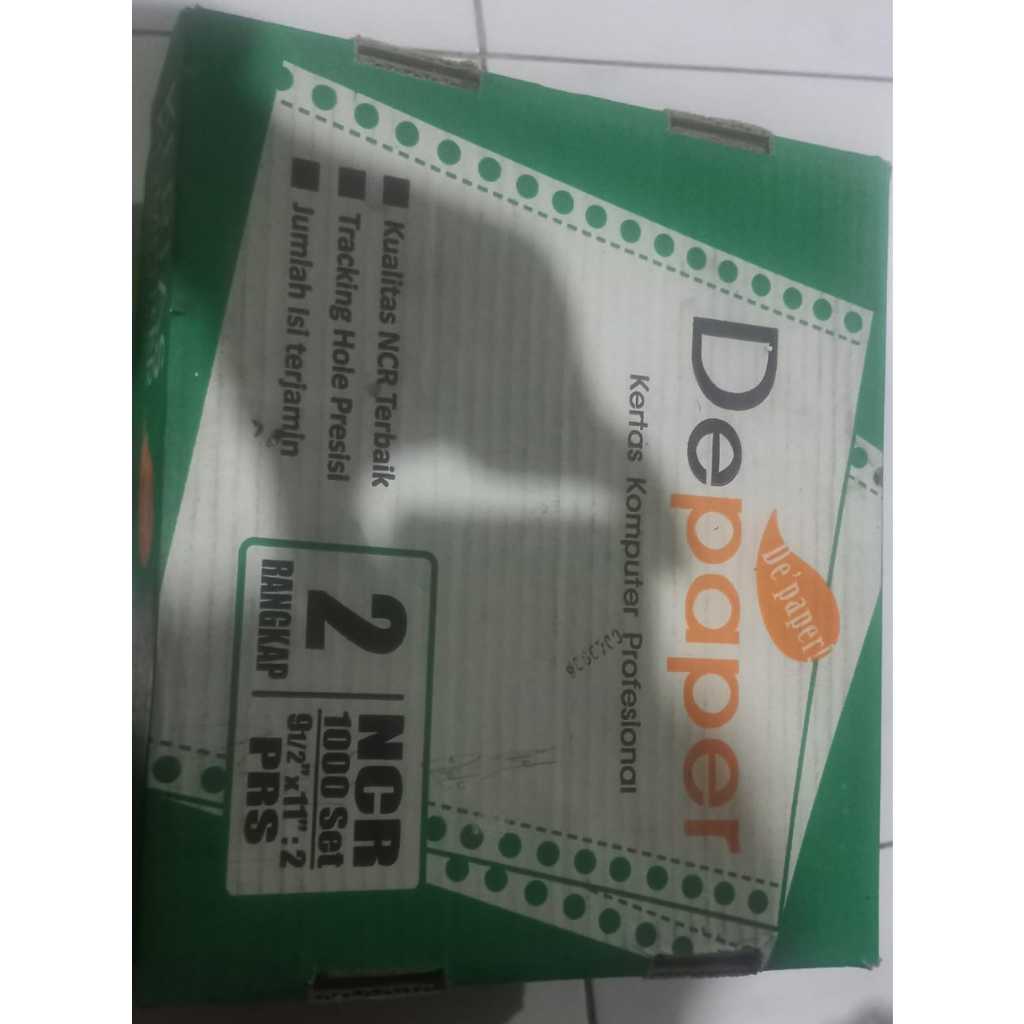 De'paper!
Depaper
Kertas Komputer Profesional
Kualitas NCR Terbaik
Tracking Hole Presisi
Jumlah Isi terjamin
2
RANGKAP
NCR
1000 Set
9 1/2" x 11" : 2
PRS